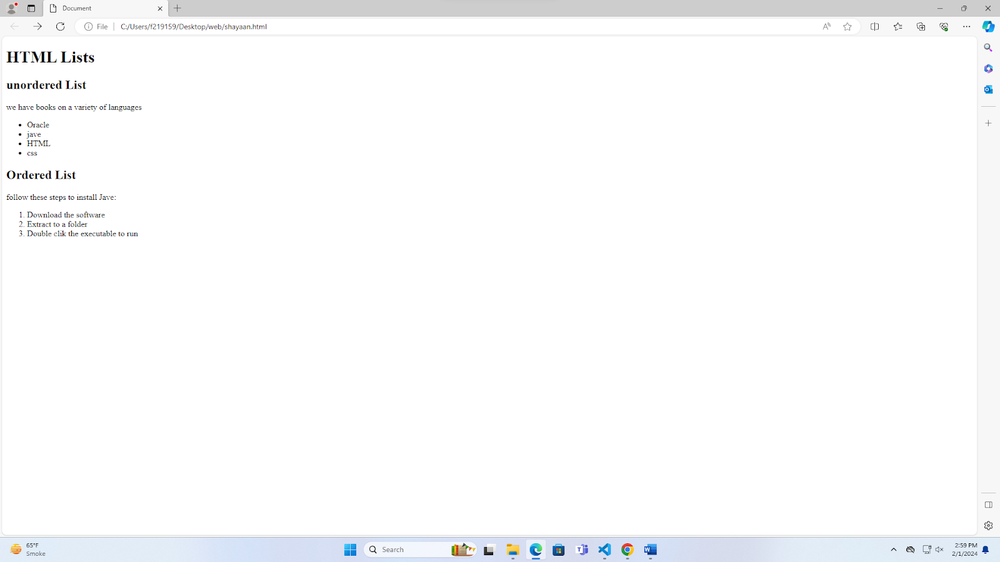 Document
File
C:/Users/f219159/Desktop/web/shayaan.html
HTML Lists
unordered List
we have books on a variety of languages
Oracle
jave
HTML
css
Ordered List
follow these steps to install Jave:
1. Download the software
2. Extract to a folder
3. Double clik the executable to run
65°F
Smoke
Search
2:59 PM
2/1/2024